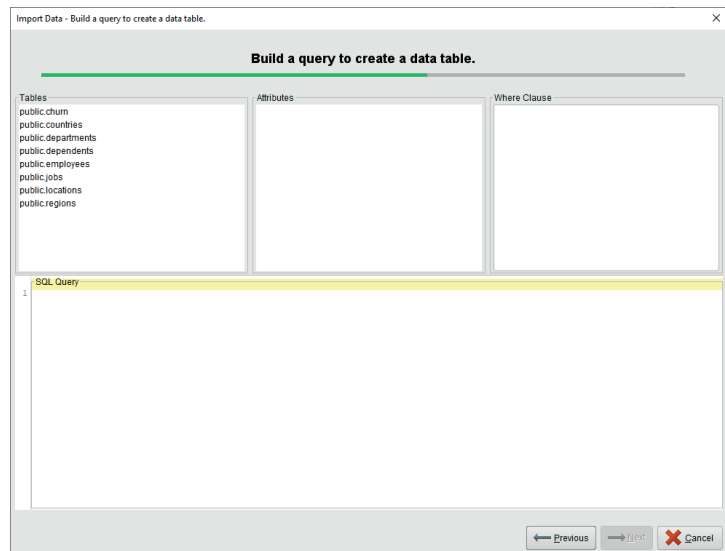 Import Data - Build a query to create a data table.
Build a query to create a data table.
Tables
public.churn
public.countries
public.departments
public.dependents
public.employees
public.jobs
public.locations
public.regions
Attributes
Where Clause
SQL Query
1
Previous
Next
Cancel